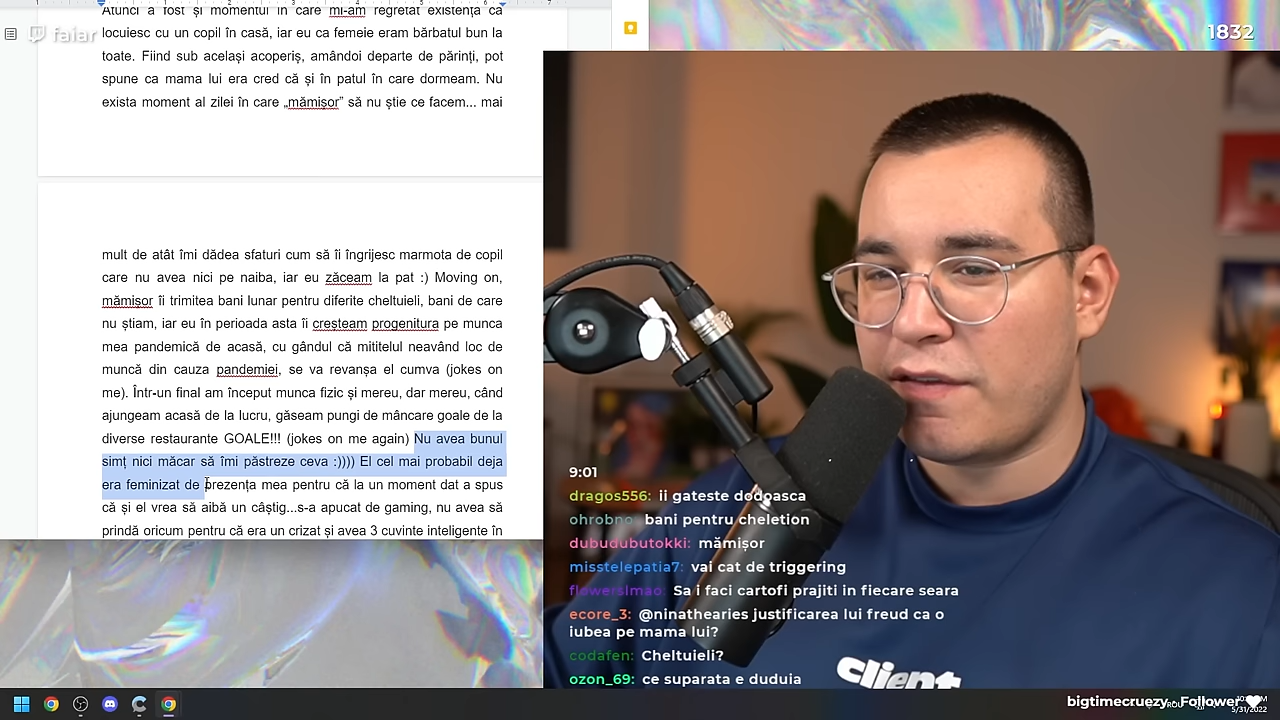 Atunci a fost și momentul în care mi-am regretat existența că
locuiesc cu un copil în casă, iar eu ca femeie eram bărbatul bun la
toate. Fiind sub același acoperiș, amândoi departe de părinți, pot
spune ca mama lui era cred că și în patul în care dormeam. Nu
exista moment al zilei în care „mămișor” să nu știe ce facem... mai
mult de atât îmi dădea sfaturi cum să îi îngrijesc marmota de copil
care nu avea nici pe naiba, iar eu zăceam la pat :) Moving on,
mămișor îi trimitea bani lunar pentru diferite cheltuieli, bani de care
nu știam, iar eu în perioada asta îi creșteam progenitura pe munca
mea pandemică de acasă, cu gândul că mititelul neavând loc de
muncă din cauza pandemiei, se va revanșa el cumva (jokes on
me). Într-un final am început munca fizic și mereu, dar mereu, când
ajungeam acasă de la lucru, găseam pungi de mâncare goale de la
diverse restaurante GOALE!!! (jokes on me again) Nu avea bunul
simț nici măcar să îmi păstreze ceva :)))) El cel mai probabil deja
era feminizat de prezența mea pentru că la un moment dat a spus
că și el vrea să aibă un câștig...s-a apucat de gaming, nu avea să
prindă oricum pentru că era un crizat și avea 3 cuvinte inteligente în
faiar
1832
9:01
dragos556: ii gateste dodoasca
ohrobno: bani pentru cheletion
dubudubutokki: mămișor
misstelepatia7: vai cat de triggering
flowerslmao: Sa i faci cartofi prajiti in fiecare seara
ecore_3: @ninathearies justificarea lui freud ca o
iubea pe mama lui?
codafen: Cheltuieli?
ozon_69: ce suparata e duduia
client
bigtimecruezy - Follower
5/31/2022